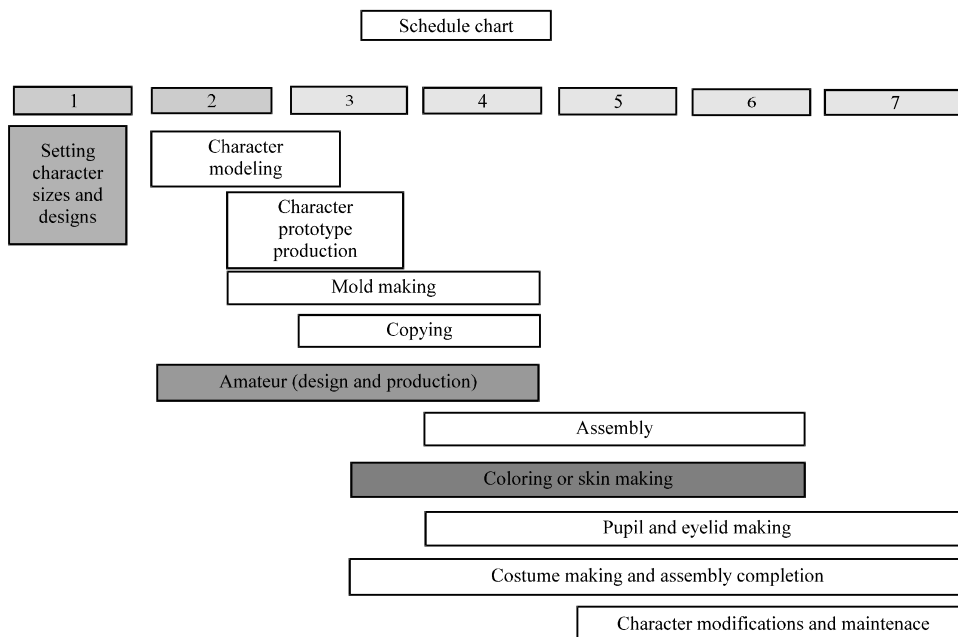 Schedule chart
1 2 3 4 5 6 7
Setting
character
sizes and
designs
Character
modeling
Character
prototype
production
Mold making
Copying
Amateur (design and production)
Assembly
Coloring or skin making
Pupil and eyelid making
Costume making and assembly completion
Character modifications and maintenace